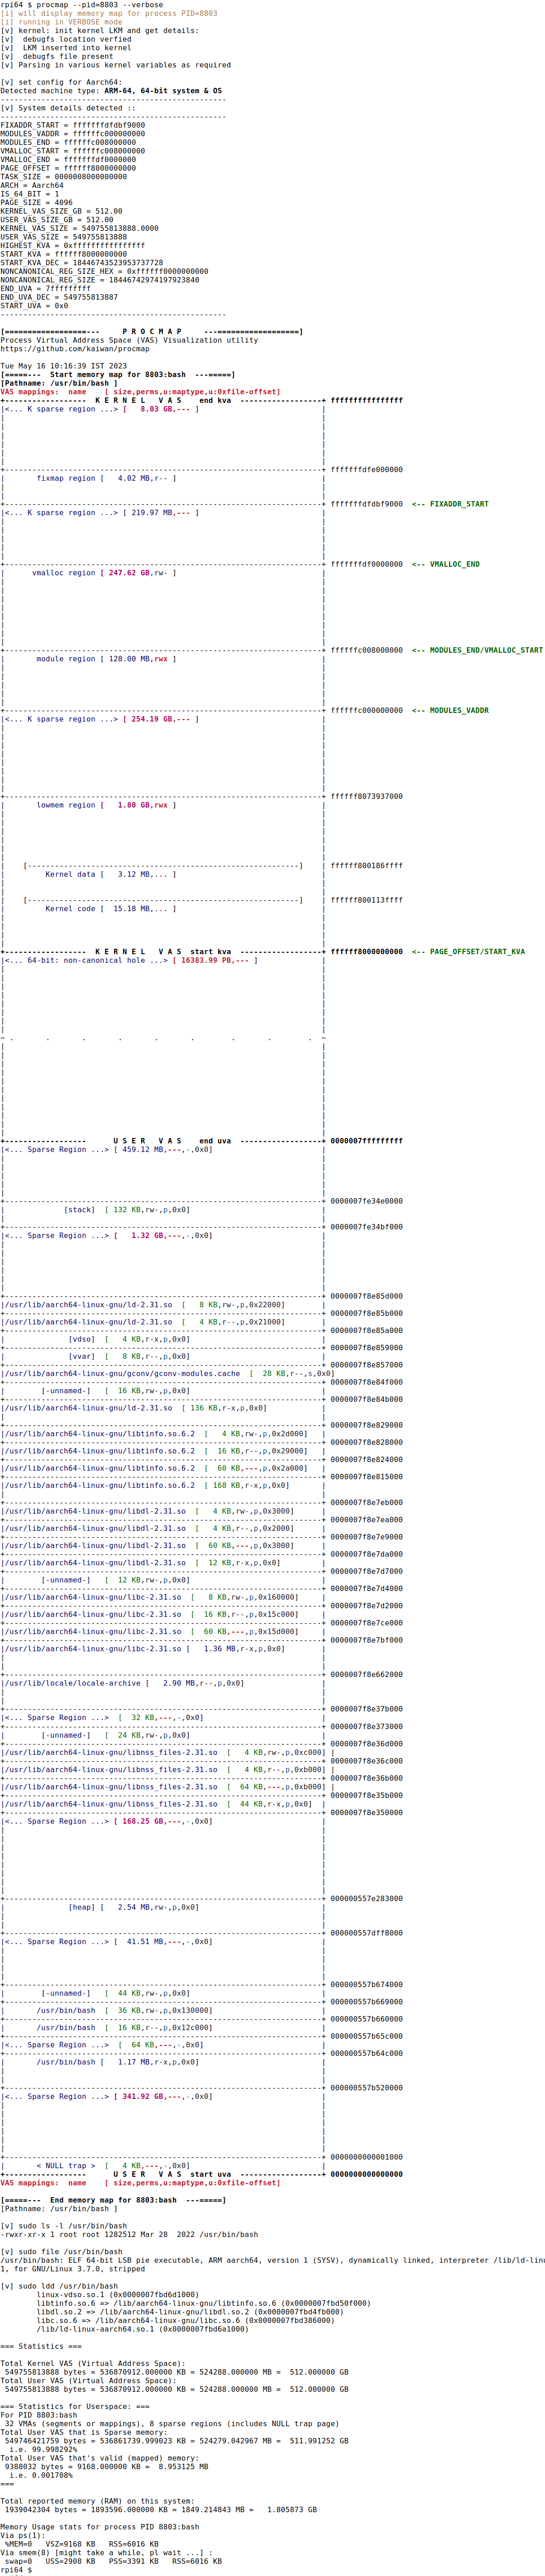 rpi64 $ procmap --pid=8803 --verbose
[i] will display memory map for process PID=8803
[i] running in VERBOSE mode
[v] kernel: init kernel LKM and get details:
[v]  debugfs location verfied
[v]  LKM inserted into kernel
[v]  debugfs file present
[v] Parsing in various kernel variables as required
[v] set config for Aarch64:
Detected machine type: ARM-64, 64-bit system & OS
--------------------------------------------------
[v] System details detected ::
--------------------------------------------------
FIXADDR_START = fffffffdfdbf9000
MODULES_VADDR = ffffffc000000000
MODULES_END = ffffffc008000000
VMALLOC_START = ffffffc008000000
VMALLOC_END = fffffffdf0000000
PAGE_OFFSET = ffffff8000000000
TASK_SIZE = 0000008000000000
ARCH = Aarch64
IS_64_BIT = 1
PAGE_SIZE = 4096
KERNEL_VAS_SIZE_GB = 512.00
USER_VAS_SIZE_GB = 512.00
KERNEL_VAS_SIZE = 549755813888.0000
USER_VAS_SIZE = 549755813888
HIGHEST_KVA = 0xffffffffffffffff
START_KVA = ffffff8000000000
START_KVA_DEC = 18446743523953737728
NONCANONICAL_REG_SIZE_HEX = 0xffffff0000000000
NONCANONICAL_REG_SIZE = 18446742974197923840
END_UVA = 7fffffffff
END_UVA_DEC = 549755813887
START_UVA = 0x0
--------------------------------------------------
[==================---     P R O C M A P     ---==================]
Process Virtual Address Space (VAS) Visualization utility
https://github.com/kaiwan/procmap
Tue May 16 10:16:39 IST 2023
[=====---  Start memory map for 8803:bash  ---=====]
[Pathname: /usr/bin/bash ]
VAS mappings:  name    [ size,perms,u:maptype,u:0xfile-offset]
+------------------  K E R N E L   V A S    end kva  ------------------+ ffffffffffffffff
|<... K sparse region ...> [   8.03 GB,--- ]                           |
+----------------------------------------------------------------------+ fffffffdfe000000
|       fixmap region [   4.02 MB,r-- ]                                |
+----------------------------------------------------------------------+ fffffffdfdbf9000  <-- FIXADDR_START
|<... K sparse region ...> [ 219.97 MB,--- ]                           |
+----------------------------------------------------------------------+ fffffffdf0000000  <-- VMALLOC_END
|      vmalloc region [ 247.62 GB,rw- ]                                |
+----------------------------------------------------------------------+ ffffffc008000000  <-- MODULES_END/VMALLOC_START
|       module region [ 128.00 MB,rwx ]                                |
+----------------------------------------------------------------------+ ffffffc000000000  <-- MODULES_VADDR
|<... K sparse region ...> [ 254.19 GB,--- ]                           |
+----------------------------------------------------------------------+ ffffff8073937000
|       lowmem region [   1.80 GB,rwx ]                                |
|    [------------------------------------------------------------]    | ffffff800186ffff
|         Kernel data [   3.12 MB,... ]                                |
|    [------------------------------------------------------------]    | ffffff800113ffff
|         Kernel code [  15.18 MB,... ]                                |
+------------------  K E R N E L   V A S  start kva  ------------------+ ffffff8000000000  <-- PAGE_OFFSET/START_KVA
|<... 64-bit: non-canonical hole ...> [ 16383.99 PB,--- ]              |
~ .       .       .       .       .       .        .       .        .  ~
+------------------      U S E R   V A S    end uva  ------------------+ 0000007fffffffff
|<... Sparse Region ...> [ 459.12 MB,---,-,0x0]                        |
+----------------------------------------------------------------------+ 0000007fe34e0000
|             [stack]  [ 132 KB,rw-,p,0x0]                             |
+----------------------------------------------------------------------+ 0000007fe34bf000
|<... Sparse Region ...> [   1.32 GB,---,-,0x0]                        |
+----------------------------------------------------------------------+ 0000007f8e85d000
|/usr/lib/aarch64-linux-gnu/ld-2.31.so  [   8 KB,rw-,p,0x22000]        |
+----------------------------------------------------------------------+ 0000007f8e85b000
|/usr/lib/aarch64-linux-gnu/ld-2.31.so  [   4 KB,r--,p,0x21000]        |
+----------------------------------------------------------------------+ 0000007f8e85a000
|              [vdso]  [   4 KB,r-x,p,0x0]                             |
+----------------------------------------------------------------------+ 0000007f8e859000
|              [vvar]  [   8 KB,r--,p,0x0]                             |
+----------------------------------------------------------------------+ 0000007f8e857000
|/usr/lib/aarch64-linux-gnu/gconv/gconv-modules.cache  [  28 KB,r--,s,0x0]
+----------------------------------------------------------------------+ 0000007f8e84f000
|        [-unnamed-]   [  16 KB,rw-,p,0x0]                             |
+----------------------------------------------------------------------+ 0000007f8e84b000
|/usr/lib/aarch64-linux-gnu/ld-2.31.so  [ 136 KB,r-x,p,0x0]            |
+----------------------------------------------------------------------+ 0000007f8e829000
|/usr/lib/aarch64-linux-gnu/libtinfo.so.6.2  [   4 KB,rw-,p,0x2d000]   |
+----------------------------------------------------------------------+ 0000007f8e828000
|/usr/lib/aarch64-linux-gnu/libtinfo.so.6.2  [  16 KB,r--,p,0x29000]   |
+----------------------------------------------------------------------+ 0000007f8e824000
|/usr/lib/aarch64-linux-gnu/libtinfo.so.6.2  [  60 KB,---,p,0x2a000]   |
+----------------------------------------------------------------------+ 0000007f8e815000
|/usr/lib/aarch64-linux-gnu/libtinfo.so.6.2  [ 168 KB,r-x,p,0x0]       |
+----------------------------------------------------------------------+ 0000007f8e7eb000
|/usr/lib/aarch64-linux-gnu/libdl-2.31.so  [   4 KB,rw-,p,0x3000]      |
+----------------------------------------------------------------------+ 0000007f8e7ea000
|/usr/lib/aarch64-linux-gnu/libdl-2.31.so  [   4 KB,r--,p,0x2000]      |
+----------------------------------------------------------------------+ 0000007f8e7e9000
|/usr/lib/aarch64-linux-gnu/libdl-2.31.so  [  60 KB,---,p,0x3000]      |
+----------------------------------------------------------------------+ 0000007f8e7da000
|/usr/lib/aarch64-linux-gnu/libdl-2.31.so  [  12 KB,r-x,p,0x0]         |
+----------------------------------------------------------------------+ 0000007f8e7d7000
|        [-unnamed-]   [  12 KB,rw-,p,0x0]                             |
+----------------------------------------------------------------------+ 0000007f8e7d4000
|/usr/lib/aarch64-linux-gnu/libc-2.31.so  [   8 KB,rw-,p,0x160000]     |
+----------------------------------------------------------------------+ 0000007f8e7d2000
|/usr/lib/aarch64-linux-gnu/libc-2.31.so  [  16 KB,r--,p,0x15c000]     |
+----------------------------------------------------------------------+ 0000007f8e7ce000
|/usr/lib/aarch64-linux-gnu/libc-2.31.so  [  60 KB,---,p,0x15d000]     |
+----------------------------------------------------------------------+ 0000007f8e7bf000
|/usr/lib/aarch64-linux-gnu/libc-2.31.so [   1.36 MB,r-x,p,0x0]        |
+----------------------------------------------------------------------+ 0000007f8e662000
|/usr/lib/locale/locale-archive [   2.90 MB,r--,p,0x0]                 |
+----------------------------------------------------------------------+ 0000007f8e37b000
|<... Sparse Region ...>  [  32 KB,---,-,0x0]                          |
+----------------------------------------------------------------------+ 0000007f8e373000
|        [-unnamed-]   [  24 KB,rw-,p,0x0]                             |
+----------------------------------------------------------------------+ 0000007f8e36d000
|/usr/lib/aarch64-linux-gnu/libnss_files-2.31.so  [   4 KB,rw-,p,0xc000] |
+----------------------------------------------------------------------+ 0000007f8e36c000
|/usr/lib/aarch64-linux-gnu/libnss_files-2.31.so  [   4 KB,r--,p,0xb000] |
+----------------------------------------------------------------------+ 0000007f8e36b000
|/usr/lib/aarch64-linux-gnu/libnss_files-2.31.so  [  64 KB,---,p,0xb000] |
+----------------------------------------------------------------------+ 0000007f8e35b000
|/usr/lib/aarch64-linux-gnu/libnss_files-2.31.so  [  44 KB,r-x,p,0x0]  |
+----------------------------------------------------------------------+ 0000007f8e350000
|<... Sparse Region ...> [ 168.25 GB,---,-,0x0]                        |
+----------------------------------------------------------------------+ 000000557e283000
|              [heap] [   2.54 MB,rw-,p,0x0]                           |
+----------------------------------------------------------------------+ 000000557dff8000
|<... Sparse Region ...> [  41.51 MB,---,-,0x0]                        |
+----------------------------------------------------------------------+ 000000557b674000
|        [-unnamed-]   [  44 KB,rw-,p,0x0]                             |
+----------------------------------------------------------------------+ 000000557b669000
|       /usr/bin/bash  [  36 KB,rw-,p,0x130000]                        |
+----------------------------------------------------------------------+ 000000557b660000
|       /usr/bin/bash  [  16 KB,r--,p,0x12c000]                        |
+----------------------------------------------------------------------+ 000000557b65c000
|<... Sparse Region ...>  [  64 KB,---,-,0x0]                          |
+----------------------------------------------------------------------+ 000000557b64c000
|       /usr/bin/bash [   1.17 MB,r-x,p,0x0]                           |
+----------------------------------------------------------------------+ 000000557b520000
|<... Sparse Region ...> [ 341.92 GB,---,-,0x0]                        |
+----------------------------------------------------------------------+ 0000000000001000
|       < NULL trap >  [   4 KB,---,-,0x0]                             |
+------------------      U S E R   V A S  start uva  ------------------+ 0000000000000000
VAS mappings:  name    [ size,perms,u:maptype,u:0xfile-offset]
[=====---  End memory map for 8803:bash  ---=====]
[Pathname: /usr/bin/bash ]
[v] sudo ls -l /usr/bin/bash
-rwxr-xr-x 1 root root 1282512 Mar 28  2022 /usr/bin/bash
[v] sudo file /usr/bin/bash
/usr/bin/bash: ELF 64-bit LSB pie executable, ARM aarch64, version 1 (SYSV), dynamically linked, interpreter /lib/ld-linu
1, for GNU/Linux 3.7.0, stripped
[v] sudo ldd /usr/bin/bash
        linux-vdso.so.1 (0x0000007fbd6d1000)
        libtinfo.so.6 => /lib/aarch64-linux-gnu/libtinfo.so.6 (0x0000007fbd50f000)
        libdl.so.2 => /lib/aarch64-linux-gnu/libdl.so.2 (0x0000007fbd4fb000)
        libc.so.6 => /lib/aarch64-linux-gnu/libc.so.6 (0x0000007fbd386000)
        /lib/ld-linux-aarch64.so.1 (0x0000007fbd6a1000)
=== Statistics ===
Total Kernel VAS (Virtual Address Space):
 549755813888 bytes = 536870912.000000 KB = 524288.000000 MB =  512.000000 GB
Total User VAS (Virtual Address Space):
 549755813888 bytes = 536870912.000000 KB = 524288.000000 MB =  512.000000 GB
=== Statistics for Userspace: ===
For PID 8803:bash
 32 VMAs (segments or mappings), 8 sparse regions (includes NULL trap page)
Total User VAS that is Sparse memory:
 549746421759 bytes = 536861739.999023 KB = 524279.042967 MB =  511.991252 GB
  i.e. 99.998292%
Total User VAS that's valid (mapped) memory:
 9388032 bytes = 9168.000000 KB =  8.953125 MB
  i.e. 0.001708%
===
Total reported memory (RAM) on this system:
 1939042304 bytes = 1893596.000000 KB = 1849.214843 MB =   1.805873 GB
Memory Usage stats for process PID 8803:bash
Via ps(1):
 %MEM=0   VSZ=9168 KB   RSS=6016 KB
Via smem(8) [might take a while, pl wait ...] :
 swap=0   USS=2908 KB   PSS=3391 KB   RSS=6016 KB
rpi64 $